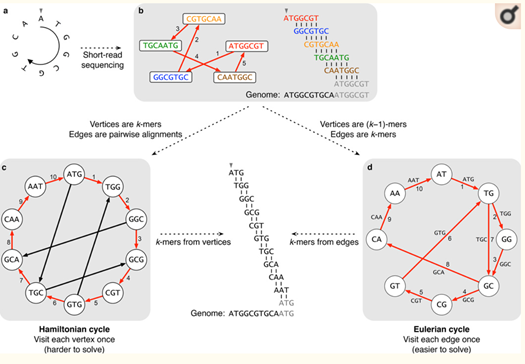 a
A T G G C G T G C A
Short-read
sequencing
b
CGTGCAA
TGCAATG
ATGGCGT
GGCGTGC
CAATGGC
3
2
4
1
5
ATGGCGT
GGCGTGC
CGTGCAA
TGCAATG
CAATGGC
ATGGCGT
Genome: ATGGCGTGCAATGGCGT
Vertices are k-mers
Edges are pairwise alignments
Vertices are (k−1)-mers
Edges are k-mers
c
ATG
TGG
GGC
GCG
CGT
GTG
TGC
GCA
CAA
AAT
1
2
3
4
5
6
7
8
9
10
Hamiltonian cycle
Visit each vertex once
(harder to solve)
k-mers from vertices
k-mers from edges
ATG
TGG
GGC
GCG
CGT
GTG
TGC
GCA
CAA
AAT
ATG
Genome: ATGGCGTGCAATG
d
AT
TG
GG
GC
CG
GT
CA
AA
ATG
1
TGG
2
GGC
3
GCG
4
CGT
5
GTG
6
TGC
7
GCA
8
CAA
9
AAT
10
Eulerian cycle
Visit each edge once
(easier to solve)